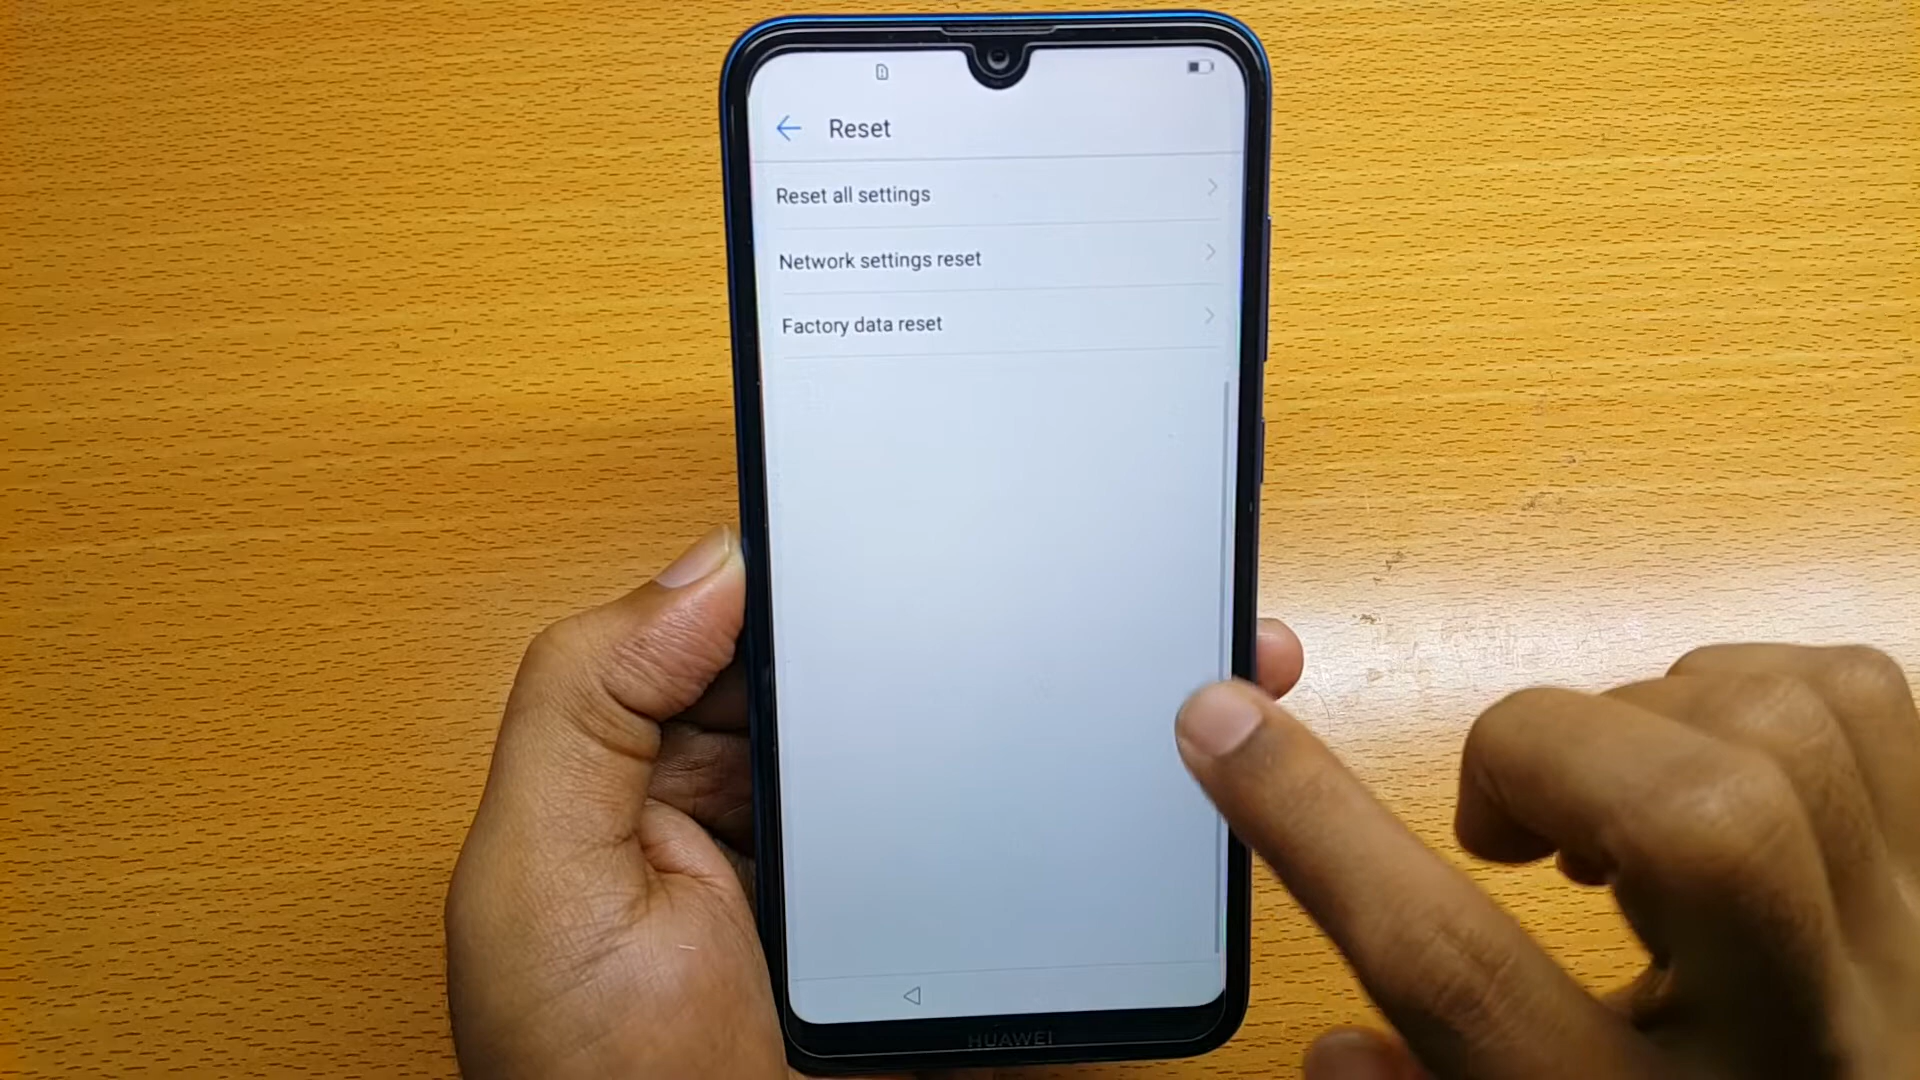 Reset
Reset all settings
Network settings reset
Factory data reset
HUAWEI